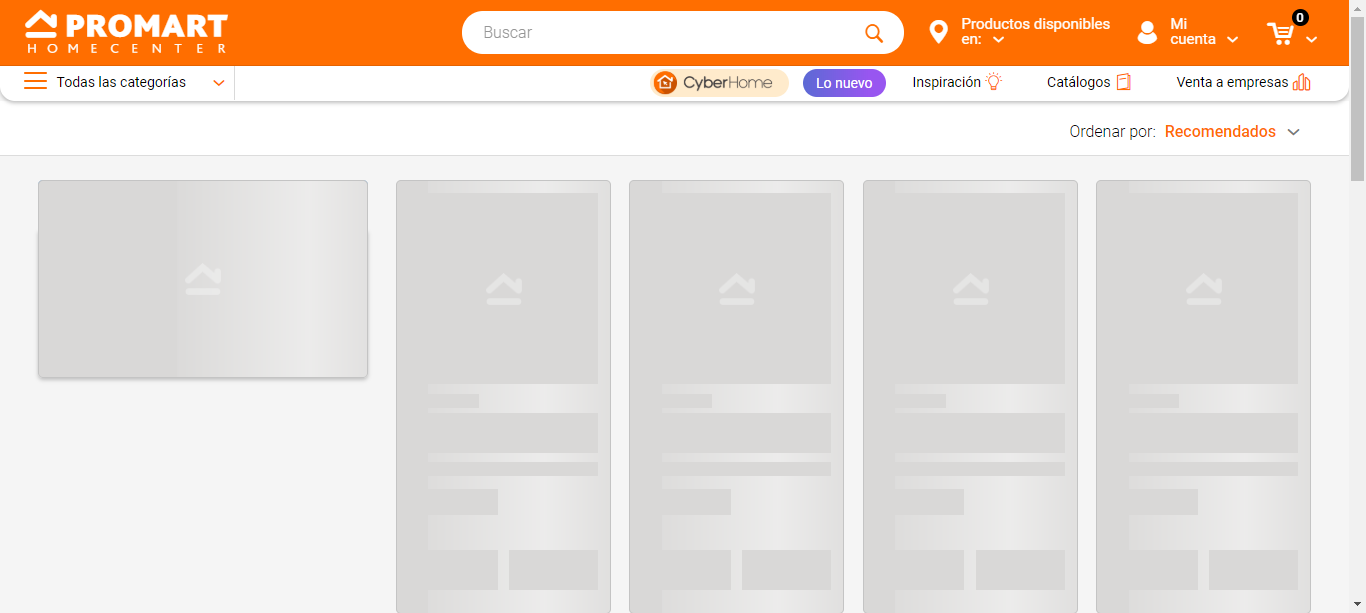 PROMART
HOMECENTER
Buscar
Productos disponibles
en:
Mi
cuenta
0
Todas las categorías
CyberHome
Lo nuevo
Inspiración
Catálogos
Venta a empresas
Ordenar por: Recomendados